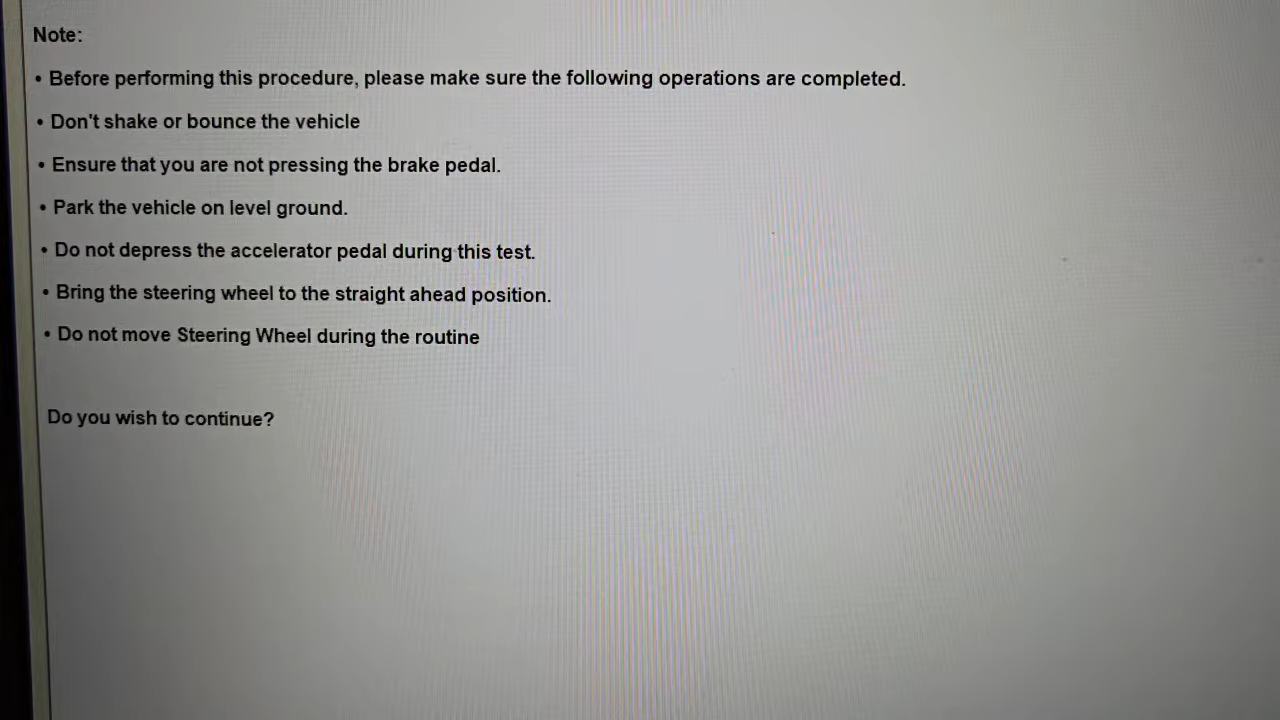 Note:
• Before performing this procedure, please make sure the following operations are completed.
• Don't shake or bounce the vehicle
• Ensure that you are not pressing the brake pedal.
• Park the vehicle on level ground.
• Do not depress the accelerator pedal during this test.
• Bring the steering wheel to the straight ahead position.
• Do not move Steering Wheel during the routine
Do you wish to continue?